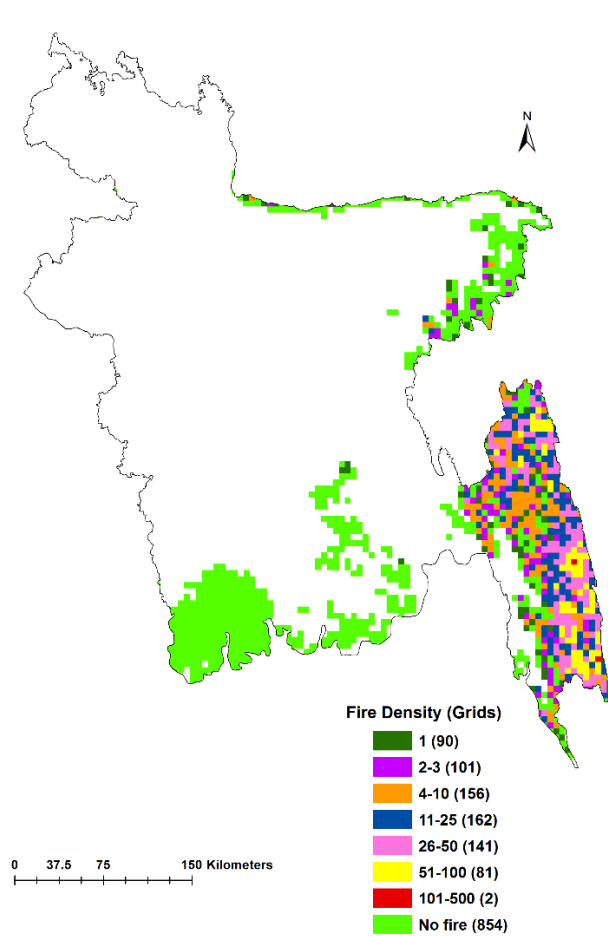 N
Fire Density (Grids)
1 (90)
2-3 (101)
4-10 (156)
11-25 (162)
26-50 (141)
51-100 (81)
101-500 (2)
No fire (854)
0 37.5 75 150 Kilometers